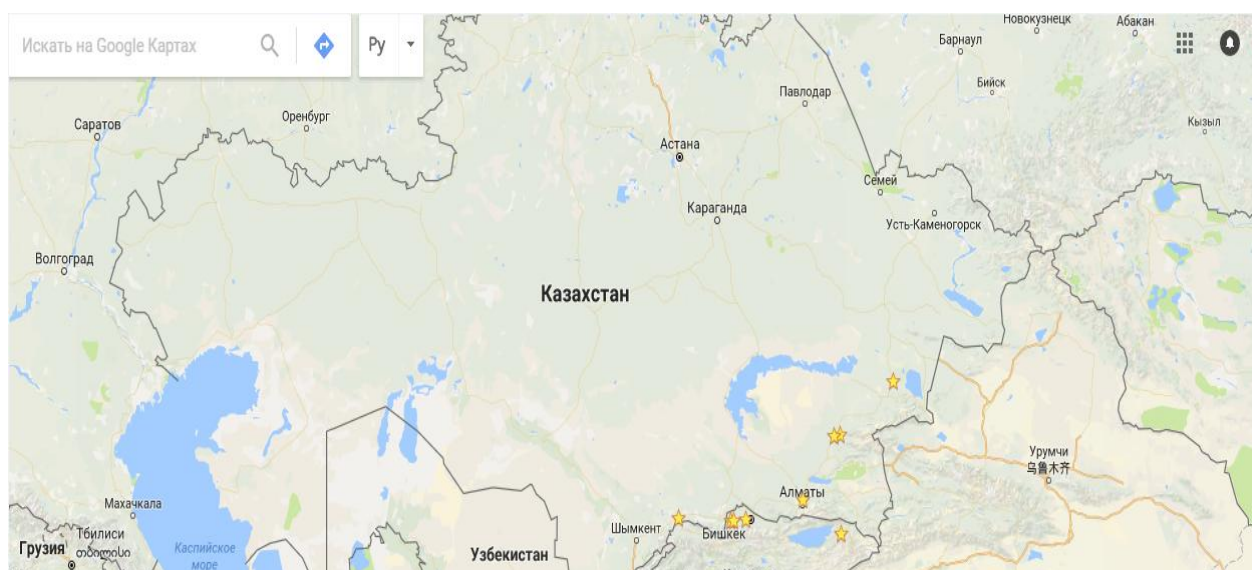 Искать на Google Картах
Ру
Новокузнецк
Абакан
Барнаул
Бийск
Павлодар
Кызыл
Оренбург
Саратов
Астана
Семей
Караганда
Усть-Каменогорск
Волгоград
Казахстан
Урумчи
乌鲁木齐
Алматы
Махачкала
Шымкент
Бишкек
Тбилиси
თბილისი
Грузия
Каспийское
море
Узбекистан